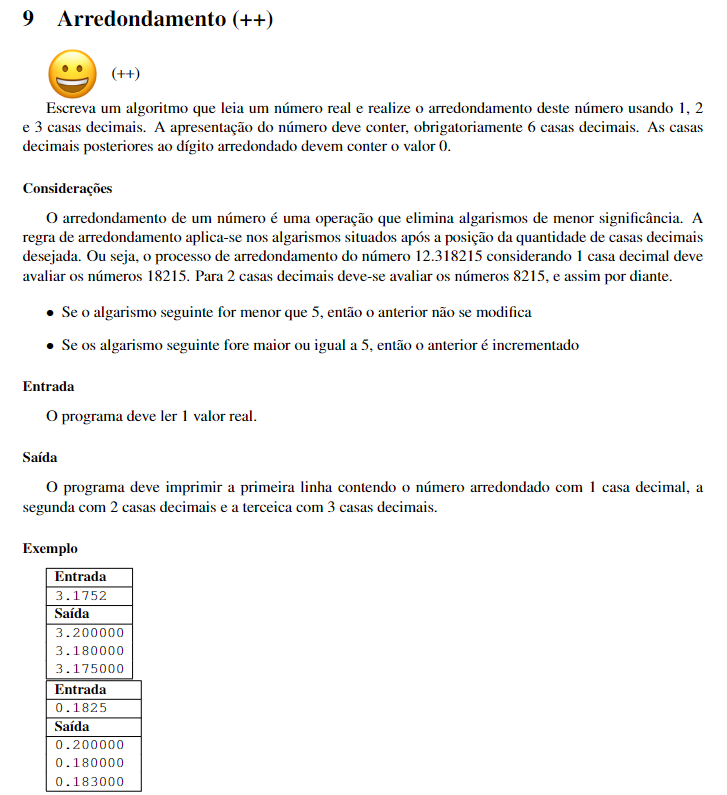 9 Arredondamento (++)
(++)
Escreva um algoritmo que leia um número real e realize o arredondamento deste número usando 1, 2
e 3 casas decimais. A apresentação do número deve conter, obrigatoriamente 6 casas decimais. As casas
decimais posteriores ao dígito arredondado devem conter o valor 0.
Considerações
O arredondamento de um número é uma operação que elimina algarismos de menor significância. A
regra de arredondamento aplica-se nos algarismos situados após a posição da quantidade de casas decimais
desejada. Ou seja, o processo de arredondamento do número 12.318215 considerando 1 casa decimal deve
avaliar os números 18215. Para 2 casas decimais deve-se avaliar os números 8215, e assim por diante.
• Se o algarismo seguinte for menor que 5, então o anterior não se modifica
• Se os algarismo seguinte fore maior ou igual a 5, então o anterior é incrementado
Entrada
O programa deve ler 1 valor real.
Saída
O programa deve imprimir a primeira linha contendo o número arredondado com 1 casa decimal, a
segunda com 2 casas decimais e a terceica com 3 casas decimais.
Exemplo
Entrada
3.1752
Saída
3.200000
3.180000
3.175000
Entrada
0.1825
Saída
0.200000
0.180000
0.183000